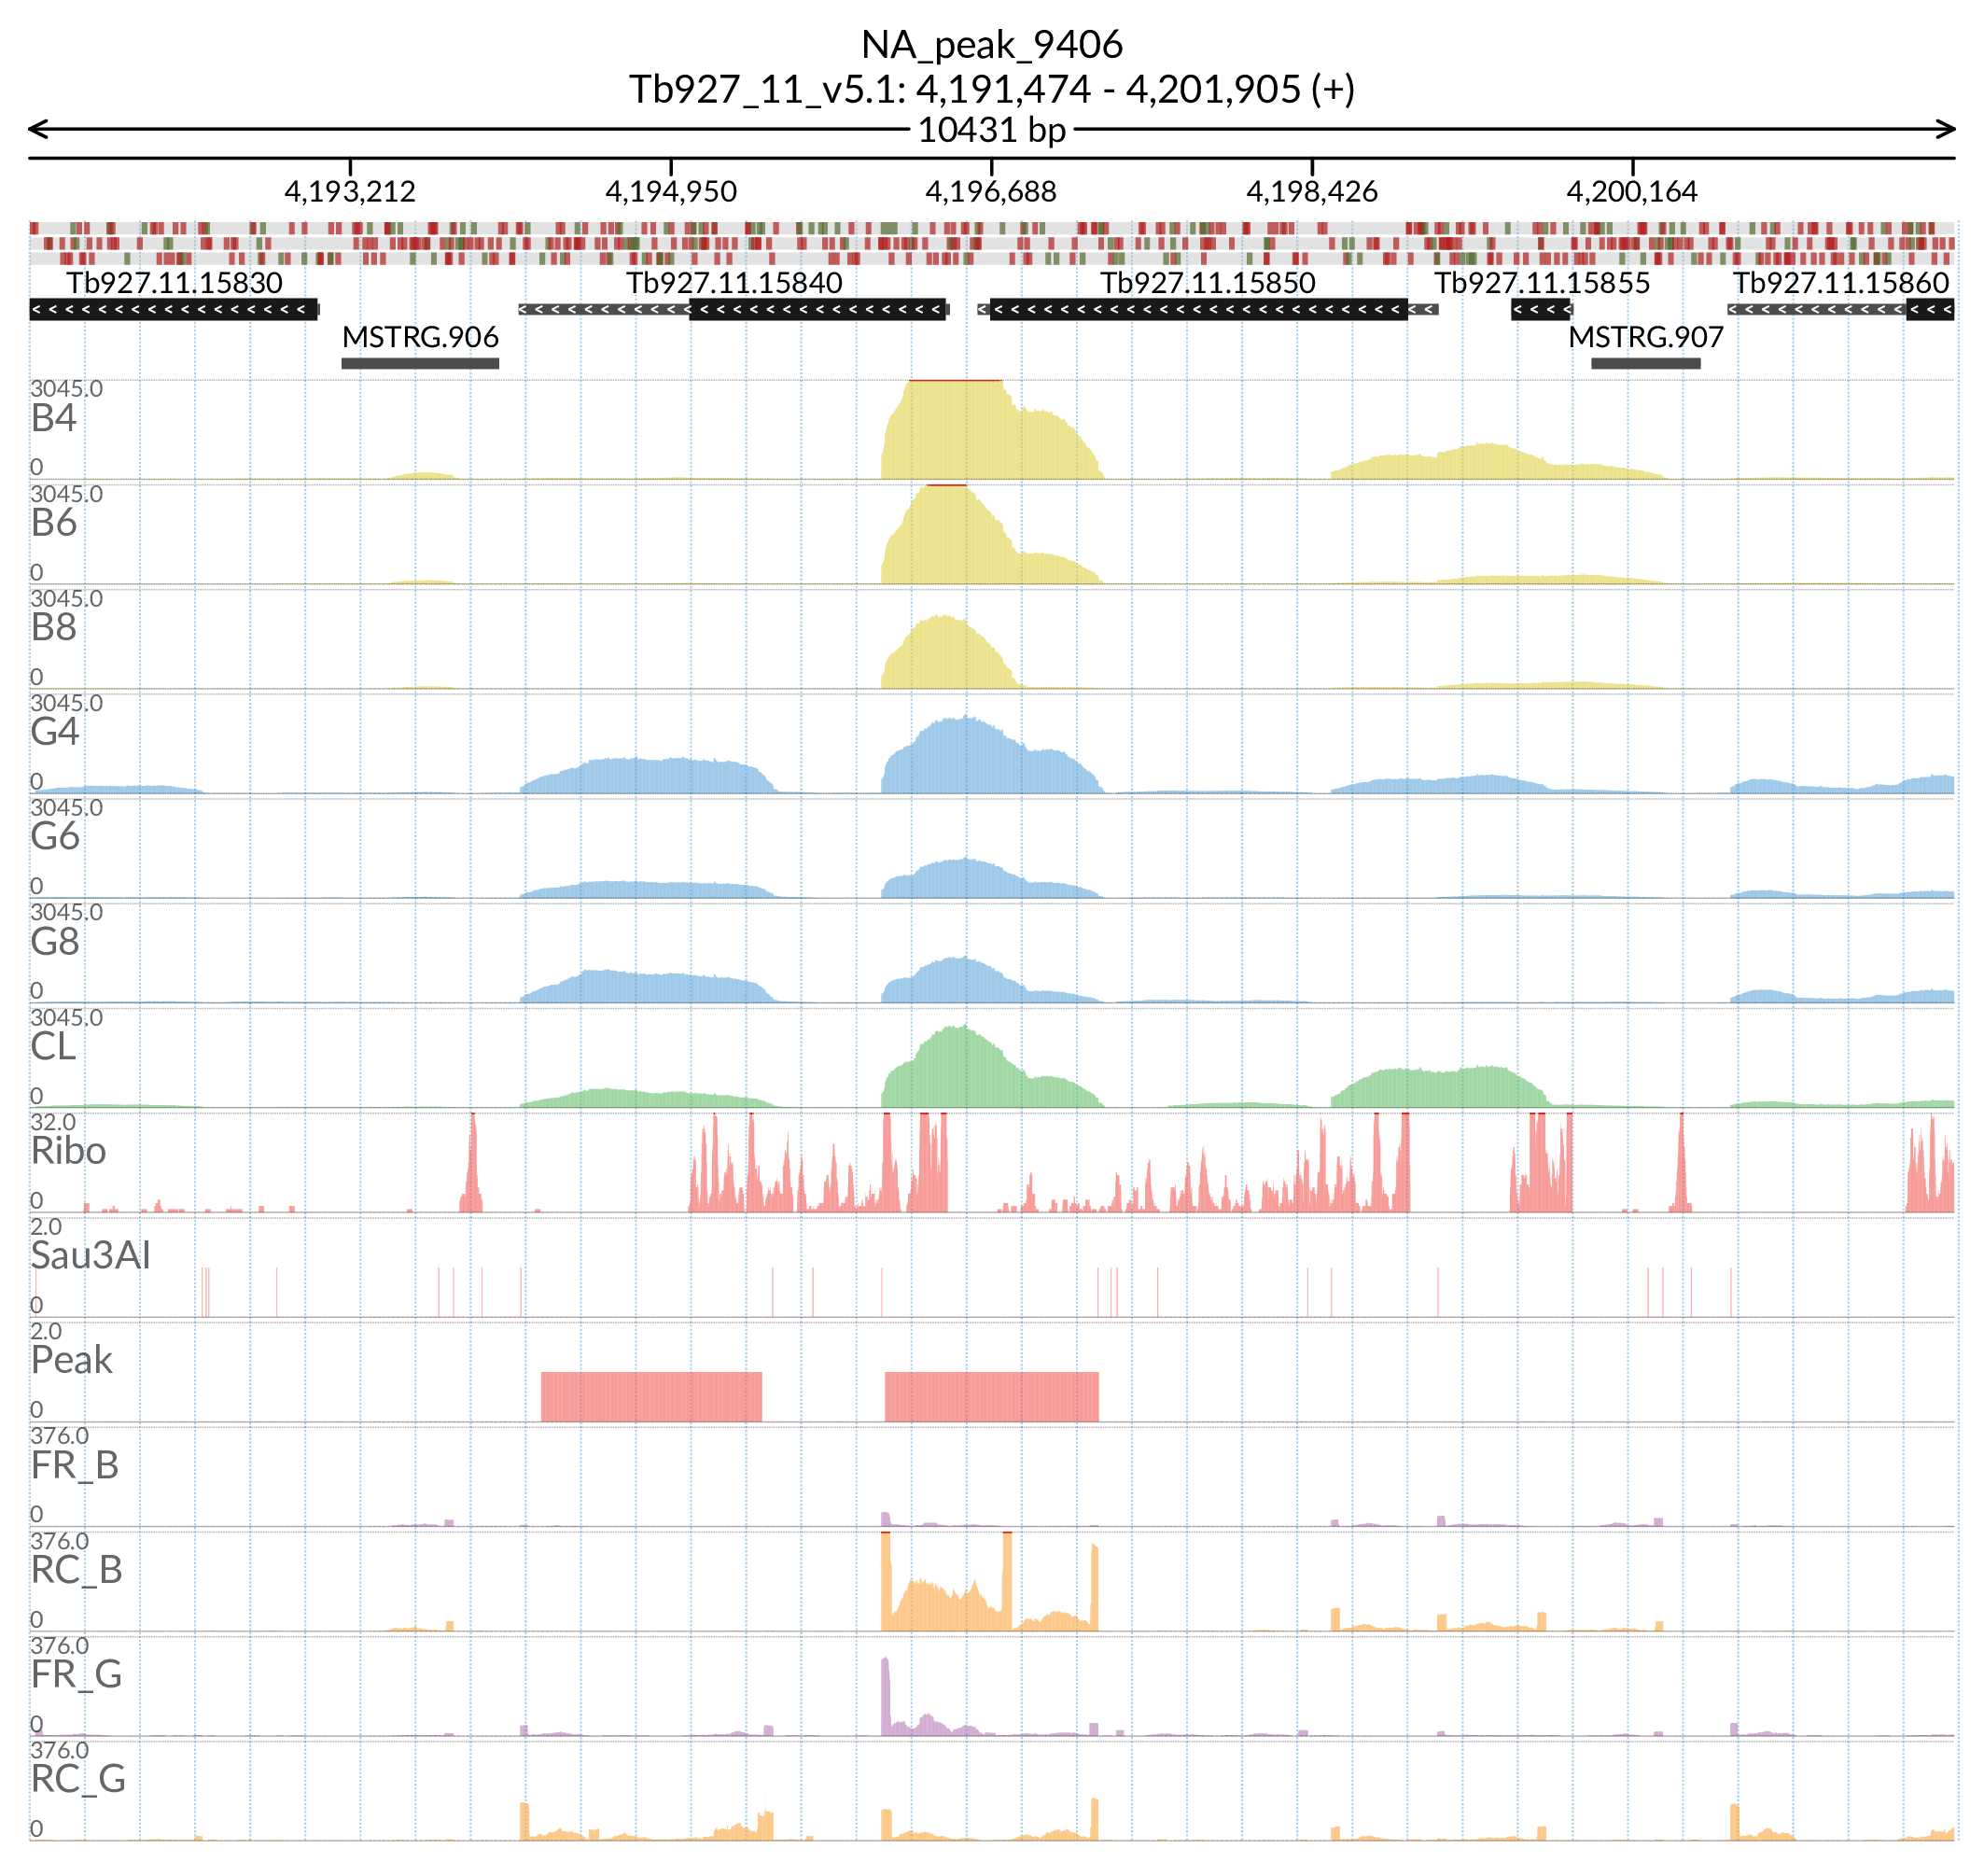 NA_peak_9406
Tb927_11_v5.1: 4,191,474 - 4,201,905 (+)
10431 bp
4,193,212 4,194,950 4,196,688 4,198,426 4,200,164
Tb927.11.15830 Tb927.11.15840 Tb927.11.15850 Tb927.11.15855 Tb927.11.15860
MSTRG.906 MSTRG.907
3045.0
B4
0
3045.0
B6
0
3045.0
B8
0
3045.0
G4
0
3045.0
G6
0
3045.0
G8
0
3045.0
CL
0
32.0
Ribo
0
2.0
Sau3AI
0
2.0
Peak
0
376.0
FR_B
0
376.0
RC_B
0
376.0
FR_G
0
376.0
RC_G
0